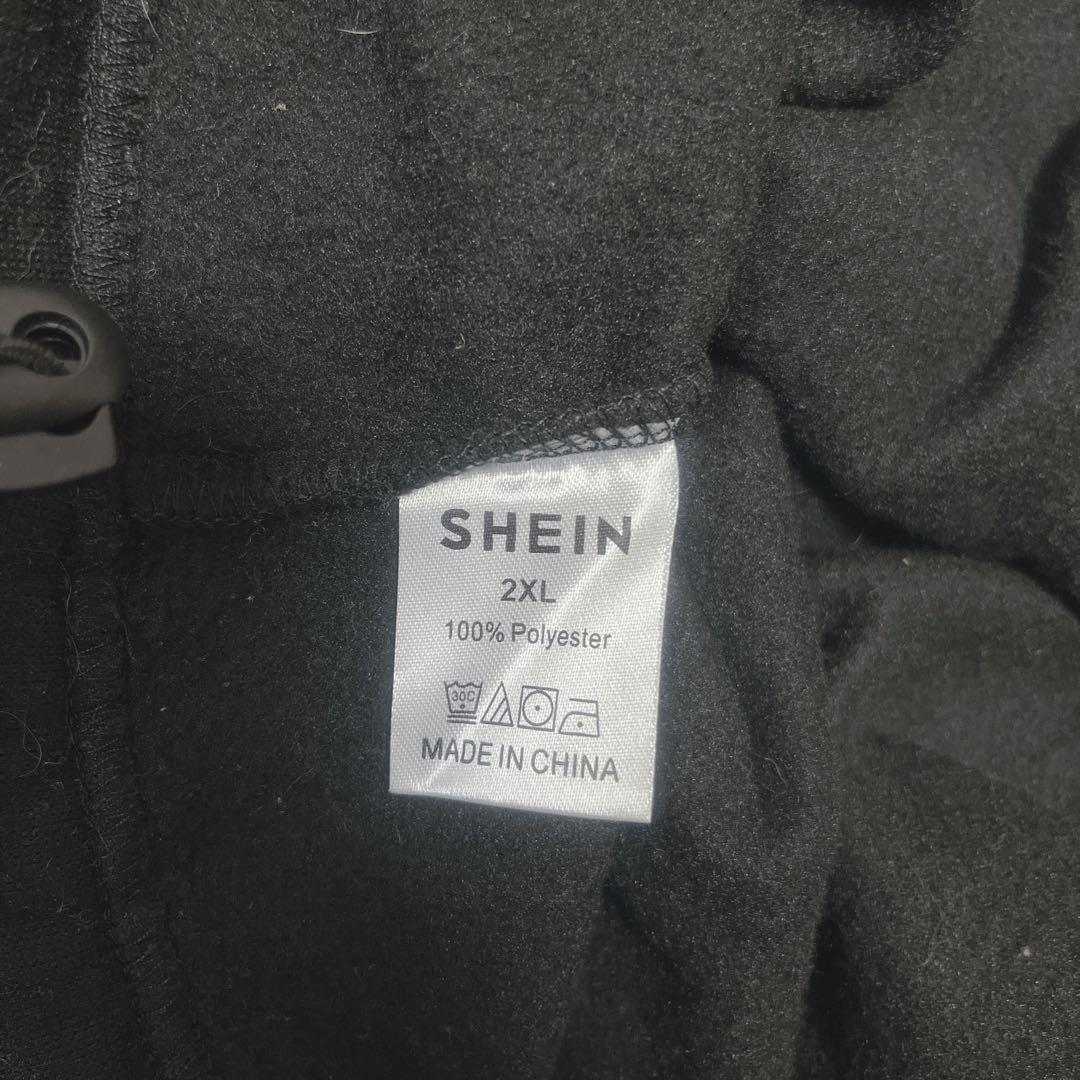 SHEIN
2XL
100% Polyester
30C
MADE IN CHINA